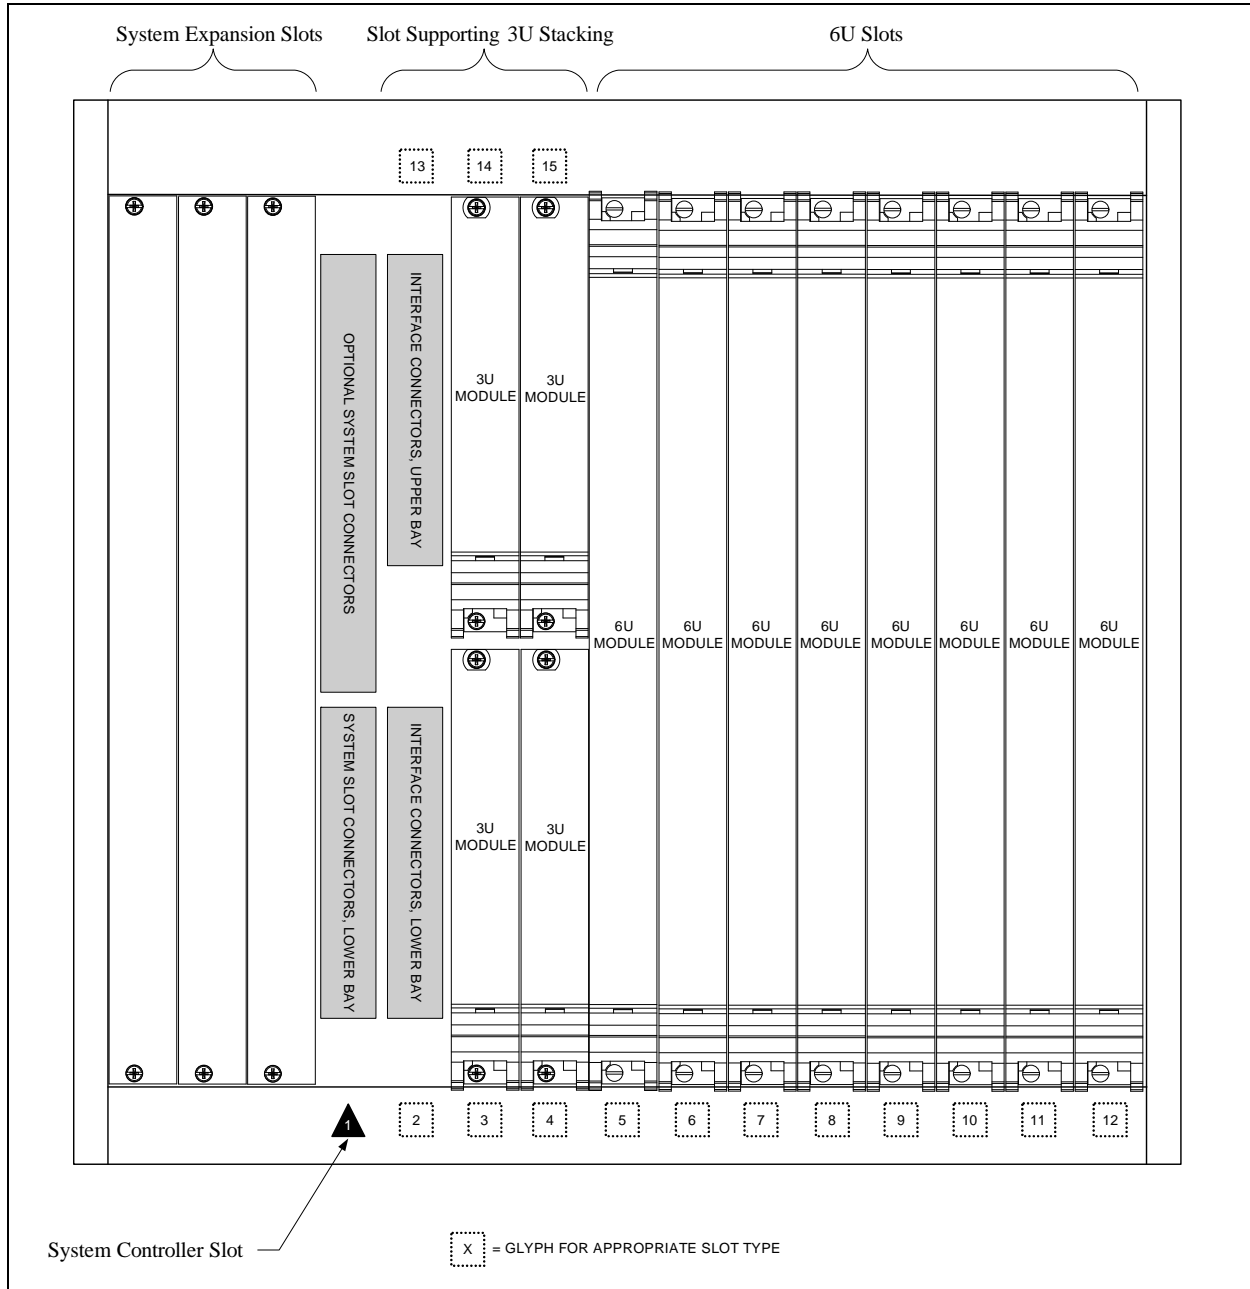 System Expansion Slots
Slot Supporting 3U Stacking
6U Slots
13
14
15
OPTIONAL SYSTEM SLOT CONNECTORS
INTERFACE CONNECTORS, UPPER BAY
3U
MODULE
3U
MODULE
6U
MODULE
6U
MODULE
6U
MODULE
6U
MODULE
6U
MODULE
6U
MODULE
6U
MODULE
6U
MODULE
SYSTEM SLOT CONNECTORS, LOWER BAY
INTERFACE CONNECTORS, LOWER BAY
3U
MODULE
3U
MODULE
1
2
3
4
5
6
7
8
9
10
11
12
System Controller Slot
X = GLYPH FOR APPROPRIATE SLOT TYPE